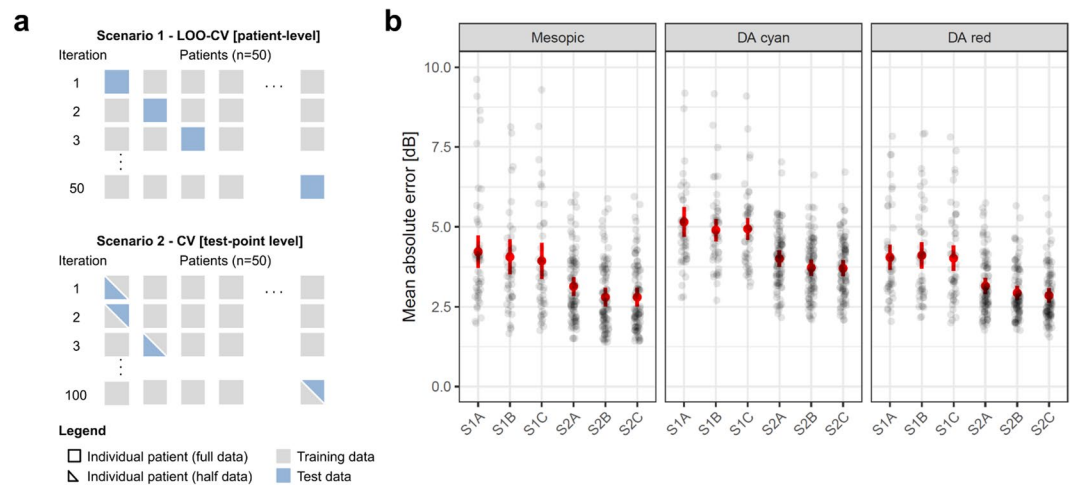 a
Scenario 1 - LOO-CV [patient-level]
Iteration Patients (n=50)
1 ...
2
3
⋮
50
Scenario 2 - CV [test-point level]
Iteration Patients (n=50)
1 ...
2
3
⋮
100
Legend
Individual patient (full data) Training data
Individual patient (half data) Test data
b
Mesopic DA cyan DA red
Mean absolute error [dB]
10.0
7.5
5.0
2.5
0.0
S1A S1B S1C S2A S2B S2C S1A S1B S1C S2A S2B S2C S1A S1B S1C S2A S2B S2C